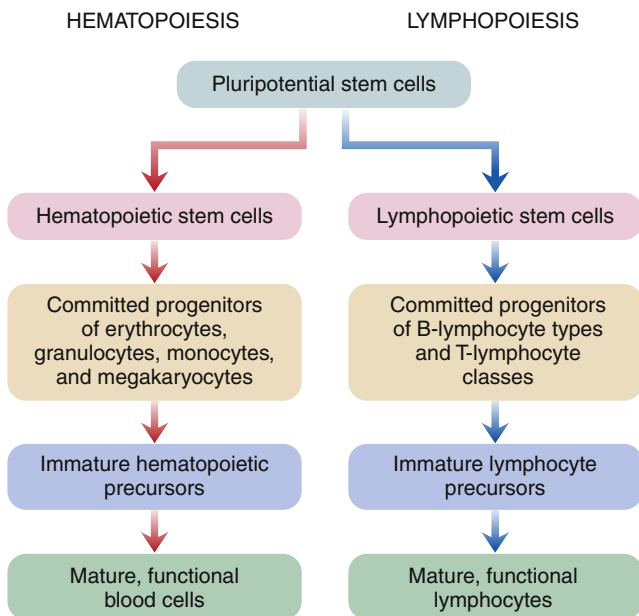 HEMATOPOIESIS
LYMPHOPOIESIS
Pluripotential stem cells
Hematopoietic stem cells
Lymphopoietic stem cells
Committed progenitors
of erythrocytes,
granulocytes, monocytes,
and megakaryocytes
Committed progenitors
of B-lymphocyte types
and T-lymphocyte
classes
Immature hematopoietic
precursors
Immature lymphocyte
precursors
Mature, functional
blood cells
Mature, functional
lymphocytes